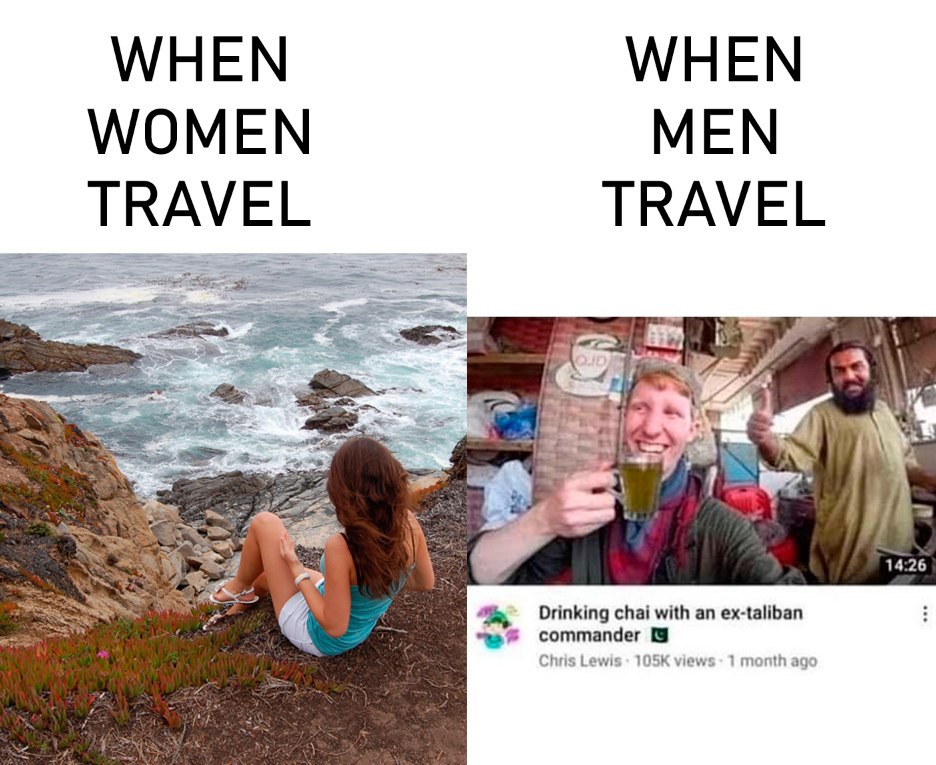 WHEN
WOMEN
TRAVEL
WHEN
MEN
TRAVEL
OJD
14:26
Drinking chai with an ex-taliban
commander 🇵🇰
Chris Lewis · 105K views · 1 month ago